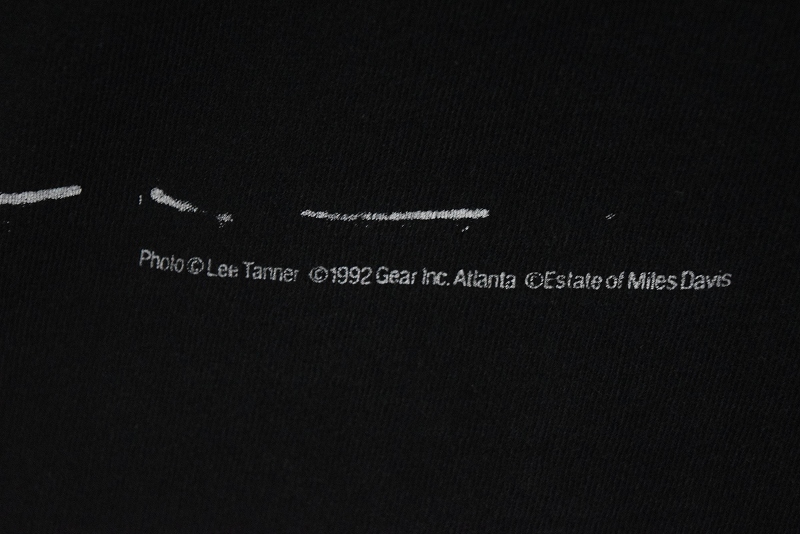 Photo © Lee Tanner ©1992 Gear Inc. Atlanta ©Estate of Miles Davis